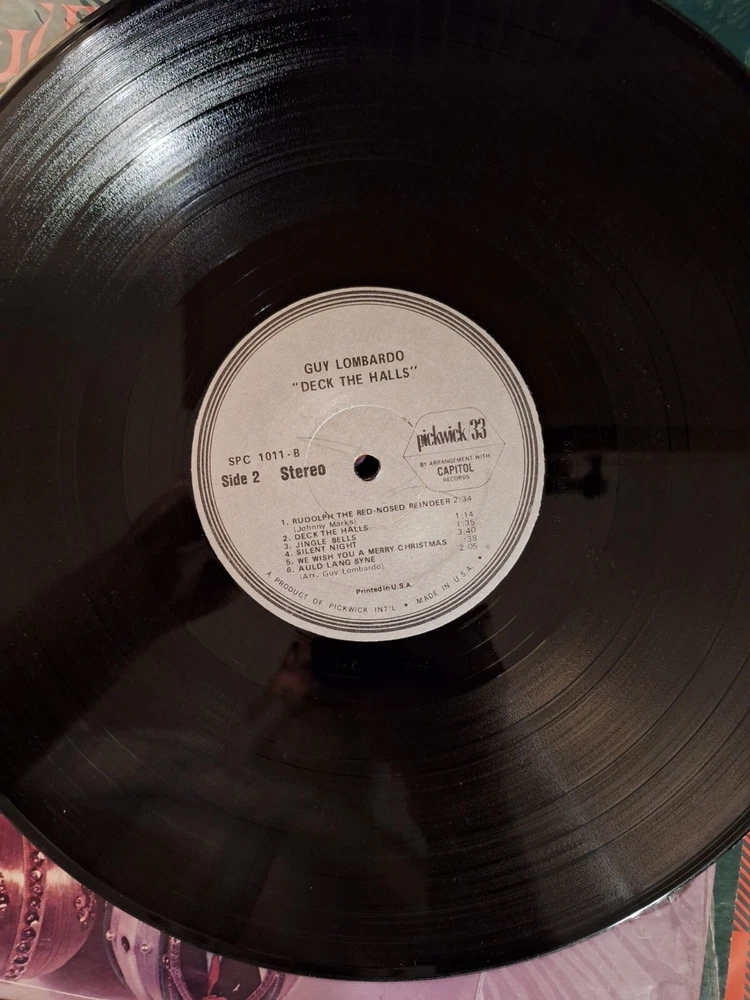 GUY LOMBARDO
"DECK THE HALLS"
SPC 1011-B
Side 2 Stereo
pickwick/33
BY ARRANGEMENT WITH
CAPITOL
RECORDS
1. RUDOLPH THE RED-NOSED REINDEER 2:34
(Johnny Marks)
2. DECK THE HALLS 1:14
3. JINGLE BELLS 1:35
4. SILENT NIGHT 3:40
5. WE WISH YOU A MERRY CHRISTMAS :38
6. AULD LANG SYNE 2:05
(Arr. Guy Lombardo)
Printed in U.S.A.
A PRODUCT OF PICKWICK INT'L • MADE IN U.S.A. •